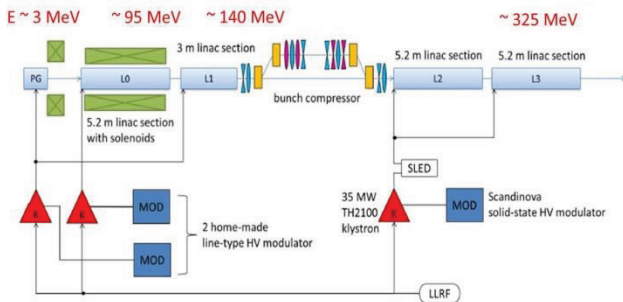 E ~ 3 MeV
~ 95 MeV
~ 140 MeV
~ 325 MeV
3 m linac section
5.2 m linac section
5.2 m linac section
PG
L0
L1
L2
L3
bunch compressor
5.2 m linac section
with solenoids
SLED
K
K
K
MOD
MOD
2 home-made
line-type HV modulator
35 MW
TH2100
klystron
MOD
Scandinova
solid-state HV modulator
LLRF